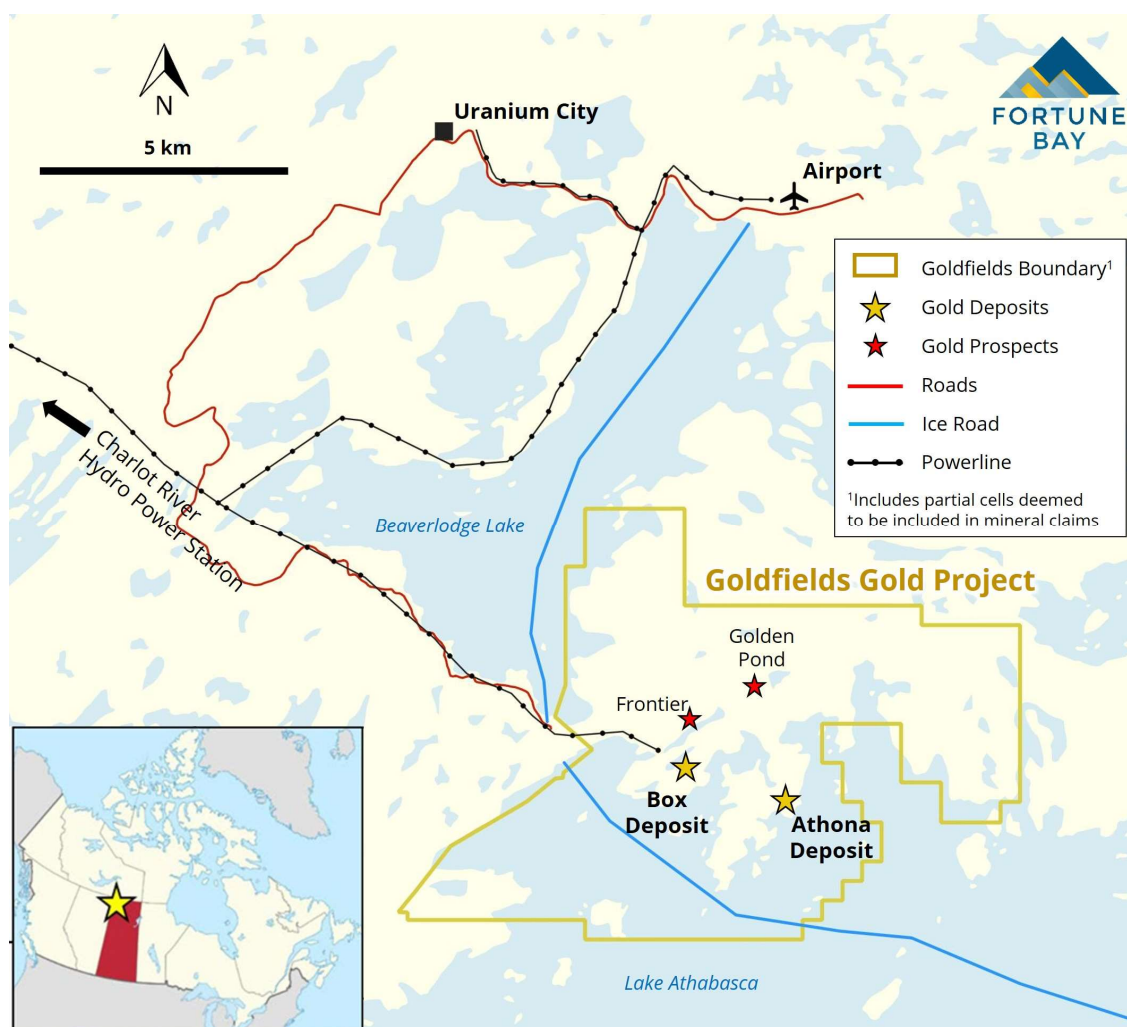 N
5 km
Uranium City
Airport
FORTUNE
BAY
Goldfields Boundary¹
Gold Deposits
Gold Prospects
Roads
Ice Road
Powerline
¹Includes partial cells deemed
to be included in mineral claims
Charlot River
Hydro Power Station
Beaverlodge Lake
Goldfields Gold Project
Golden
Pond
Frontier
Box
Deposit
Athona
Deposit
Lake Athabasca